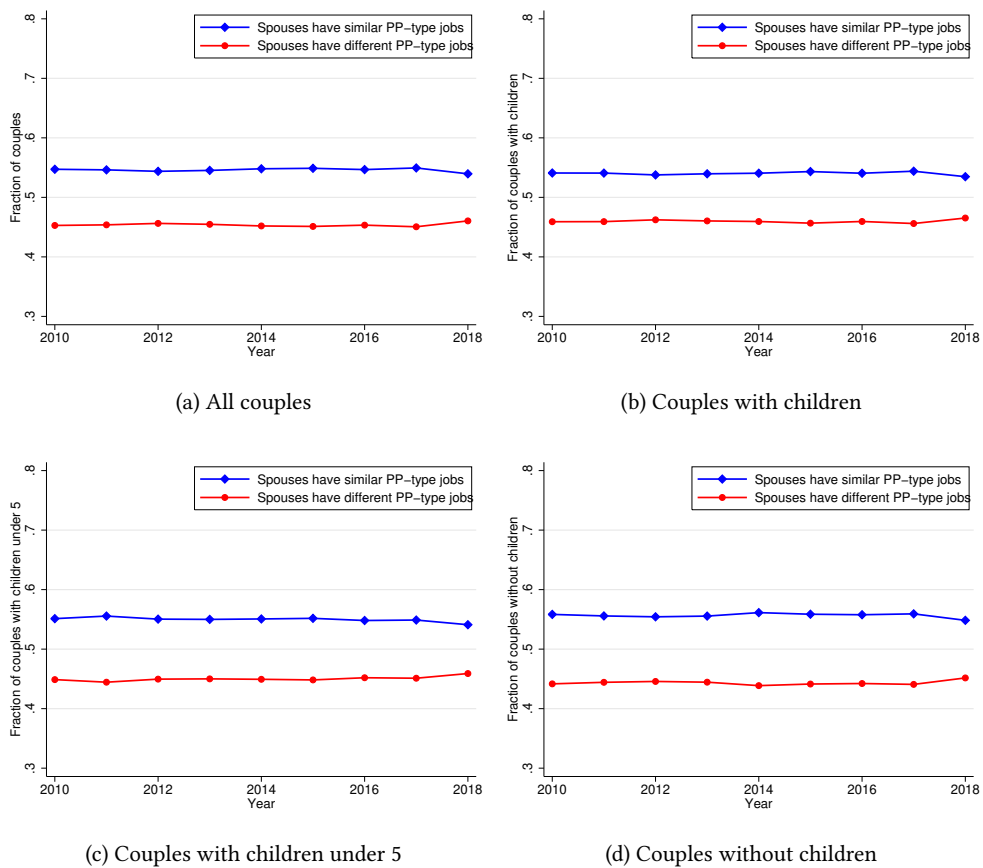 Spouses have similar PP-type jobs
Spouses have different PP-type jobs
Fraction of couples
.8
.7
.6
.5
.4
.3
2010 2012 2014 2016 2018
Year
(a) All couples
Spouses have similar PP-type jobs
Spouses have different PP-type jobs
Fraction of couples with children
.8
.7
.6
.5
.4
.3
2010 2012 2014 2016 2018
Year
(b) Couples with children
Spouses have similar PP-type jobs
Spouses have different PP-type jobs
Fraction of couples with children under 5
.8
.7
.6
.5
.4
.3
2010 2012 2014 2016 2018
Year
(c) Couples with children under 5
Spouses have similar PP-type jobs
Spouses have different PP-type jobs
Fraction of couples without children
.8
.7
.6
.5
.4
.3
2010 2012 2014 2016 2018
Year
(d) Couples without children